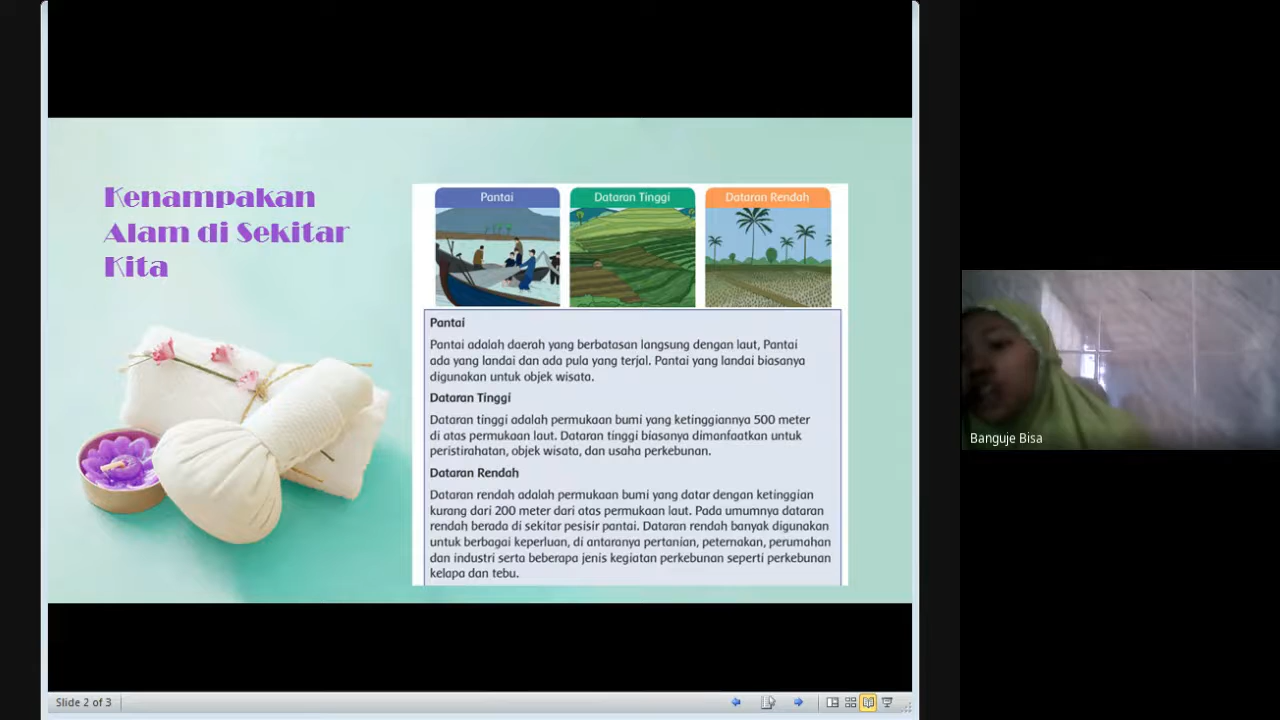 Kenampakan
Alam di Sekitar
Kita
Pantai
Dataran Tinggi
Dataran Rendah
Pantai
Pantai adalah daerah yang berbatasan langsung dengan laut, Pantai
ada yang landai dan ada pula yang terjal. Pantai yang landai biasanya
digunakan untuk objek wisata.
Dataran Tinggi
Dataran tinggi adalah permukaan bumi yang ketinggiannya 500 meter
di atas permukaan laut. Dataran tinggi biasanya dimanfaatkan untuk
peristirahatan, objek wisata, dan usaha perkebunan.
Dataran Rendah
Dataran rendah adalah permukaan bumi yang datar dengan ketinggian
kurang dari 200 meter dari atas permukaan laut. Pada umumnya dataran
rendah berada di sekitar pesisir pantai. Dataran rendah banyak digunakan
untuk berbagai keperluan, di antaranya pertanian, peternakan, perumahan
dan industri serta beberapa jenis kegiatan perkebunan seperti perkebunan
kelapa dan tebu.
Banguje Bisa
Slide 2 of 3